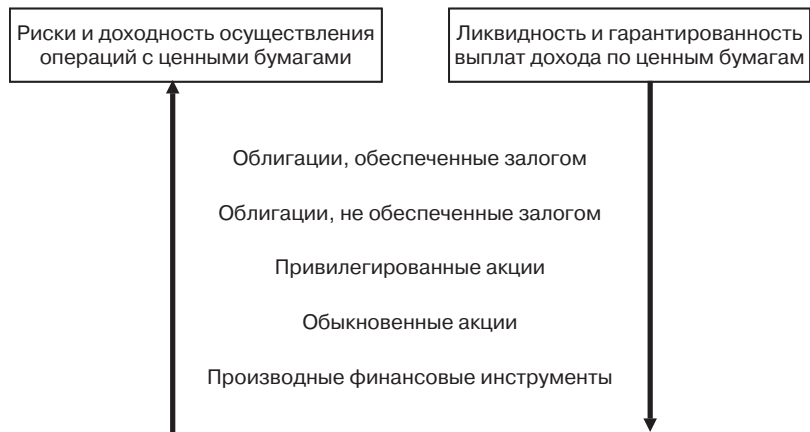 Риски и доходность осуществления
операций с ценными бумагами
Ликвидность и гарантированность
выплат дохода по ценным бумагам
Облигации, обеспеченные залогом
Облигации, не обеспеченные залогом
Привилегированные акции
Обыкновенные акции
Производные финансовые инструменты